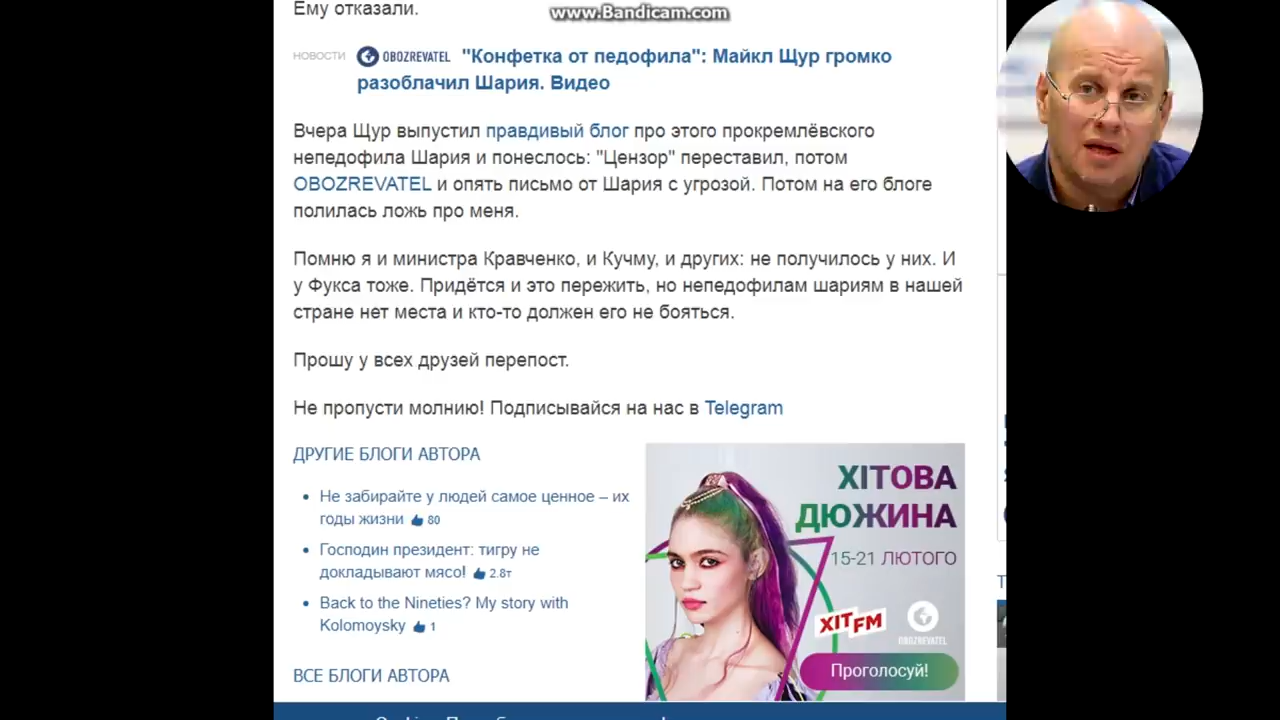 www.Bandicam.com
Ему отказали.
НОВОСТИ OBOZREVATEL "Конфетка от педофила": Майкл Щур громко
разоблачил Шария. Видео
Вчера Щур выпустил правдивый блог про этого прокремлёвского
непедофила Шария и понеслось: "Цензор" переставил, потом
OBOZREVATEL и опять письмо от Шария с угрозой. Потом на его блоге
полилась ложь про меня.
Помню я и министра Кравченко, и Кучму, и других: не получилось у них. И
у Фукса тоже. Придётся и это пережить, но непедофилам шариям в нашей
стране нет места и кто-то должен его не бояться.
Прошу у всех друзей перепост.
Не пропусти молнию! Подписывайся на нас в Telegram
ДРУГИЕ БЛОГИ АВТОРА
Не забирайте у людей самое ценное – их
годы жизни 80
Господин президент: тигру не
докладывают мясо! 2.8т
Back to the Nineties? My story with
Kolomoysky 1
ВСЕ БЛОГИ АВТОРА
ХІТОВА
ДЮЖИНА
15-21 ЛЮТОГО
ХІТ FM
OBOZREVATEL
Проголосуй!